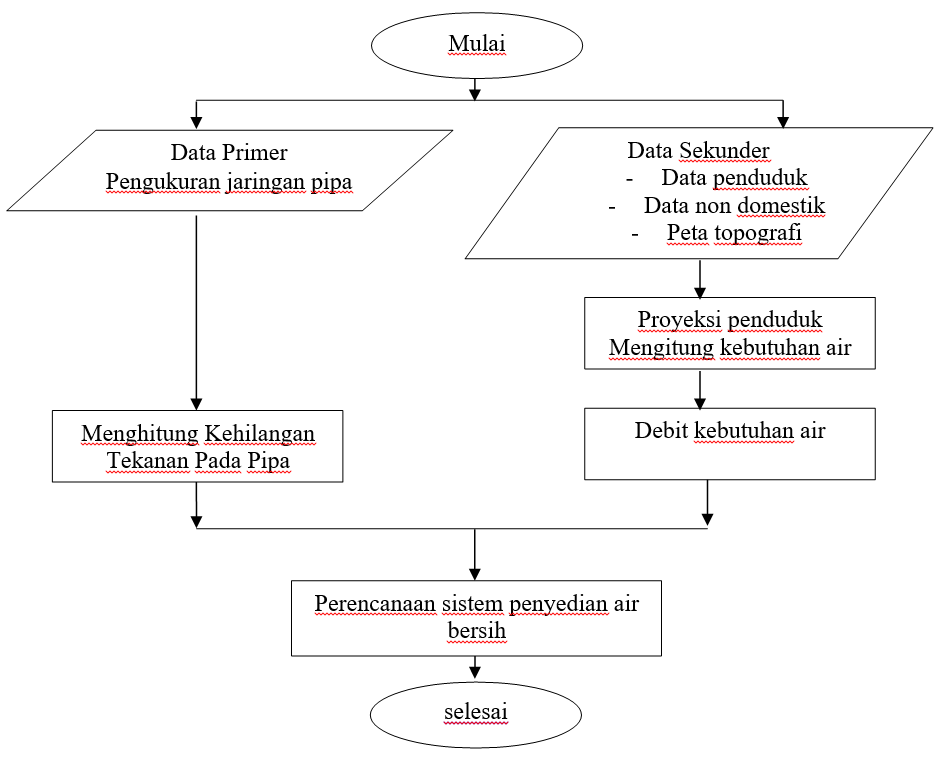 Mulai
Data Primer
Pengukuran jaringan pipa
Data Sekunder
- Data penduduk
- Data non domestik
- Peta topografi
Proyeksi penduduk
Mengitung kebutuhan air
Menghitung Kehilangan
Tekanan Pada Pipa
Debit kebutuhan air
Perencanaan sistem penyedian air
bersih
selesai